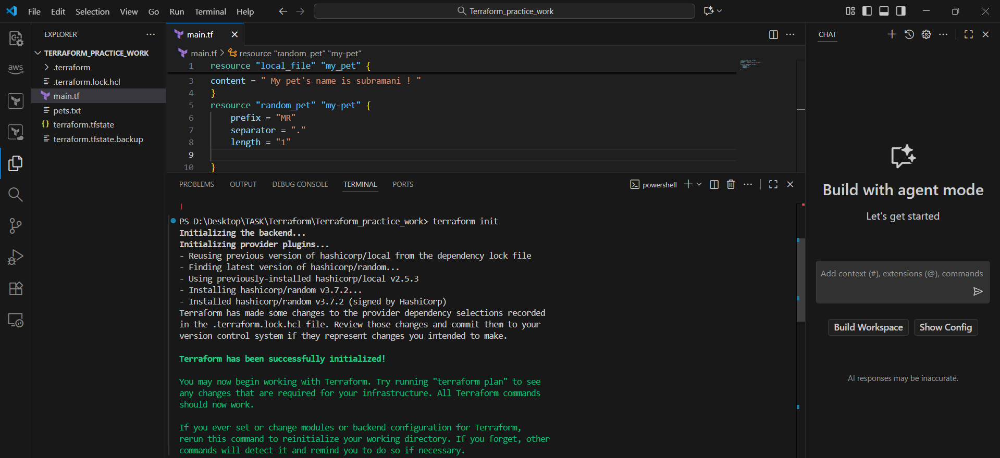 File Edit Selection View Go Run Terminal Help
Terraform_practice_work
EXPLORER
TERRAFORM_PRACTICE_WORK
.terraform
.terraform.lock.hcl
main.tf
pets.txt
terraform.tfstate
terraform.tfstate.backup
aws
main.tf
main.tf > resource "random_pet" "my-pet"
1 resource "local_file" "my_pet" {
3 content = " My pet's name is subramani ! "
4 }
5 resource "random_pet" "my-pet" {
6 prefix = "MR"
7 separator = "."
8 length = "1"
9
10 }
PROBLEMS OUTPUT DEBUG CONSOLE TERMINAL PORTS
powershell
PS D:\Desktop\TASK\Terraform\Terraform_practice_work> terraform init
Initializing the backend...
Initializing provider plugins...
- Reusing previous version of hashicorp/local from the dependency lock file
- Finding latest version of hashicorp/random...
- Using previously-installed hashicorp/local v2.5.3
- Installing hashicorp/random v3.7.2...
- Installed hashicorp/random v3.7.2 (signed by HashiCorp)
Terraform has made some changes to the provider dependency selections recorded
in the .terraform.lock.hcl file. Review those changes and commit them to your
version control system if they represent changes you intended to make.
Terraform has been successfully initialized!
You may now begin working with Terraform. Try running "terraform plan" to see
any changes that are required for your infrastructure. All Terraform commands
should now work.
If you ever set or change modules or backend configuration for Terraform,
rerun this command to reinitialize your working directory. If you forget, other
commands will detect it and remind you to do so if necessary.
CHAT
Build with agent mode
Let's get started
Add context (#), extensions (@), commands
Build Workspace
Show Config
AI responses may be inaccurate.